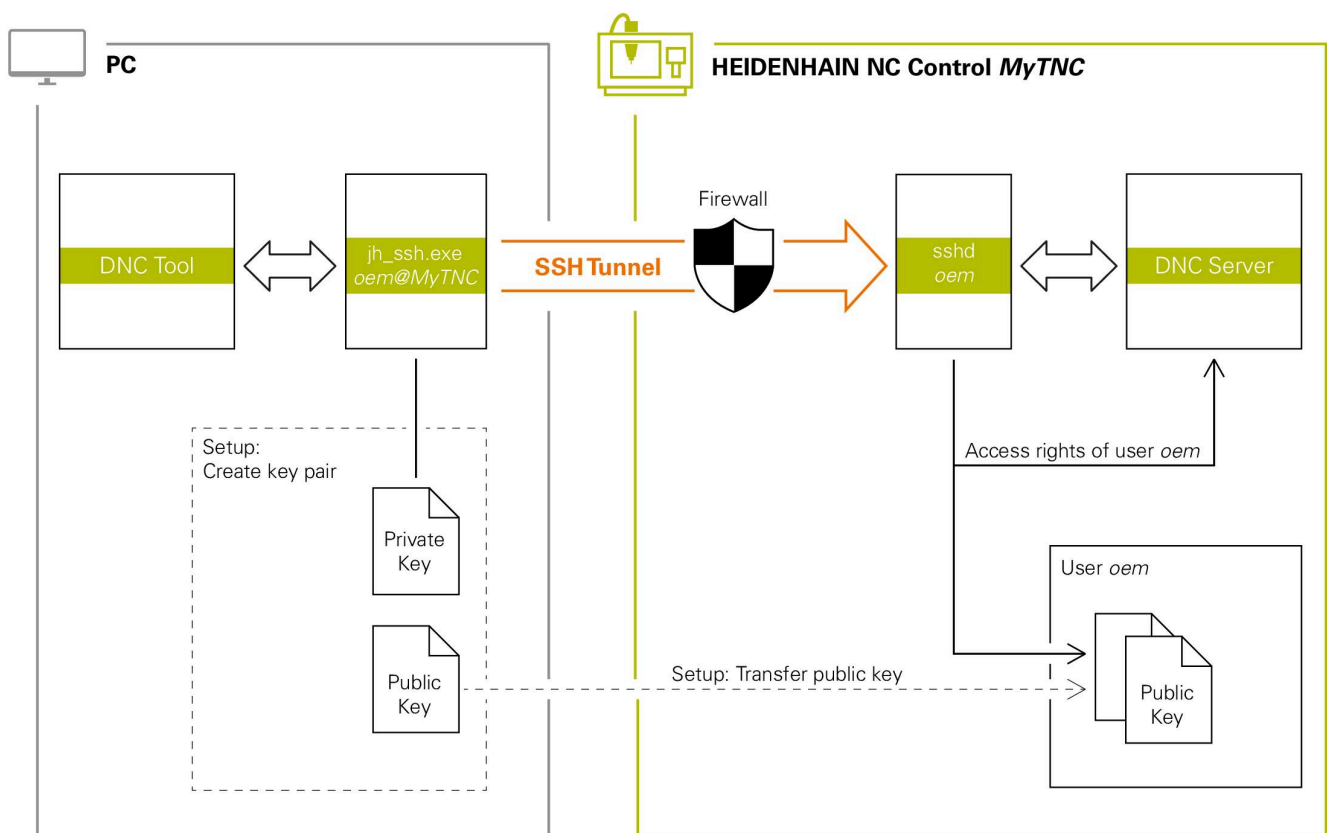 PC
HEIDENHAIN NC Control MyTNC
Firewall
DNC Tool
jh_ssh.exe
oem@MyTNC
SSH Tunnel
sshd
oem
DNC Server
Setup:
Create key pair
Access rights of user oem
Private
Key
User oem
Public
Key
Setup: Transfer public key
Public
Key